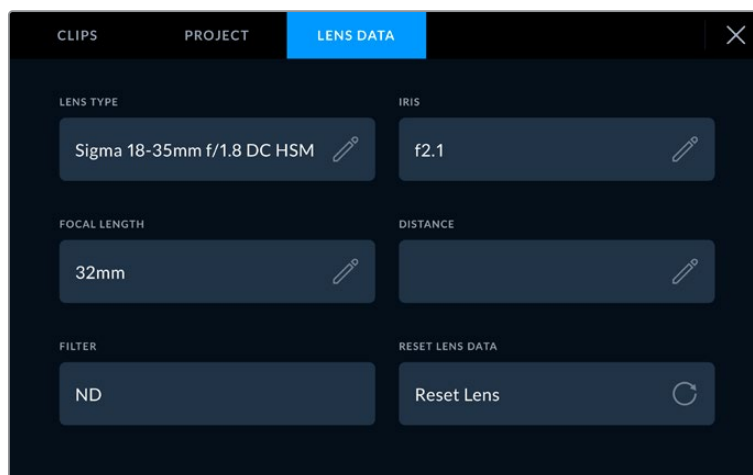 CLIPS PROJECT LENS DATA
LENS TYPE IRIS
Sigma 18-35mm f/1.8 DC HSM f2.1
FOCAL LENGTH DISTANCE
32mm
FILTER RESET LENS DATA
ND Reset Lens